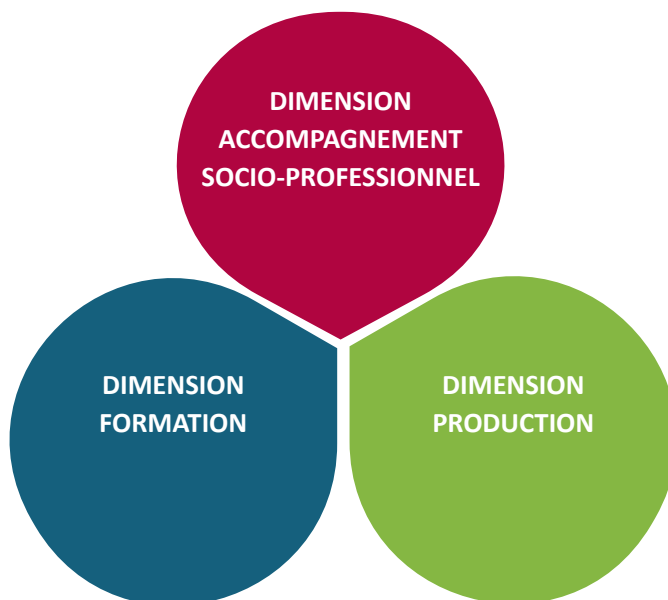 DIMENSION
ACCOMPAGNEMENT
SOCIO-PROFESSIONNEL
DIMENSION
FORMATION
DIMENSION
PRODUCTION